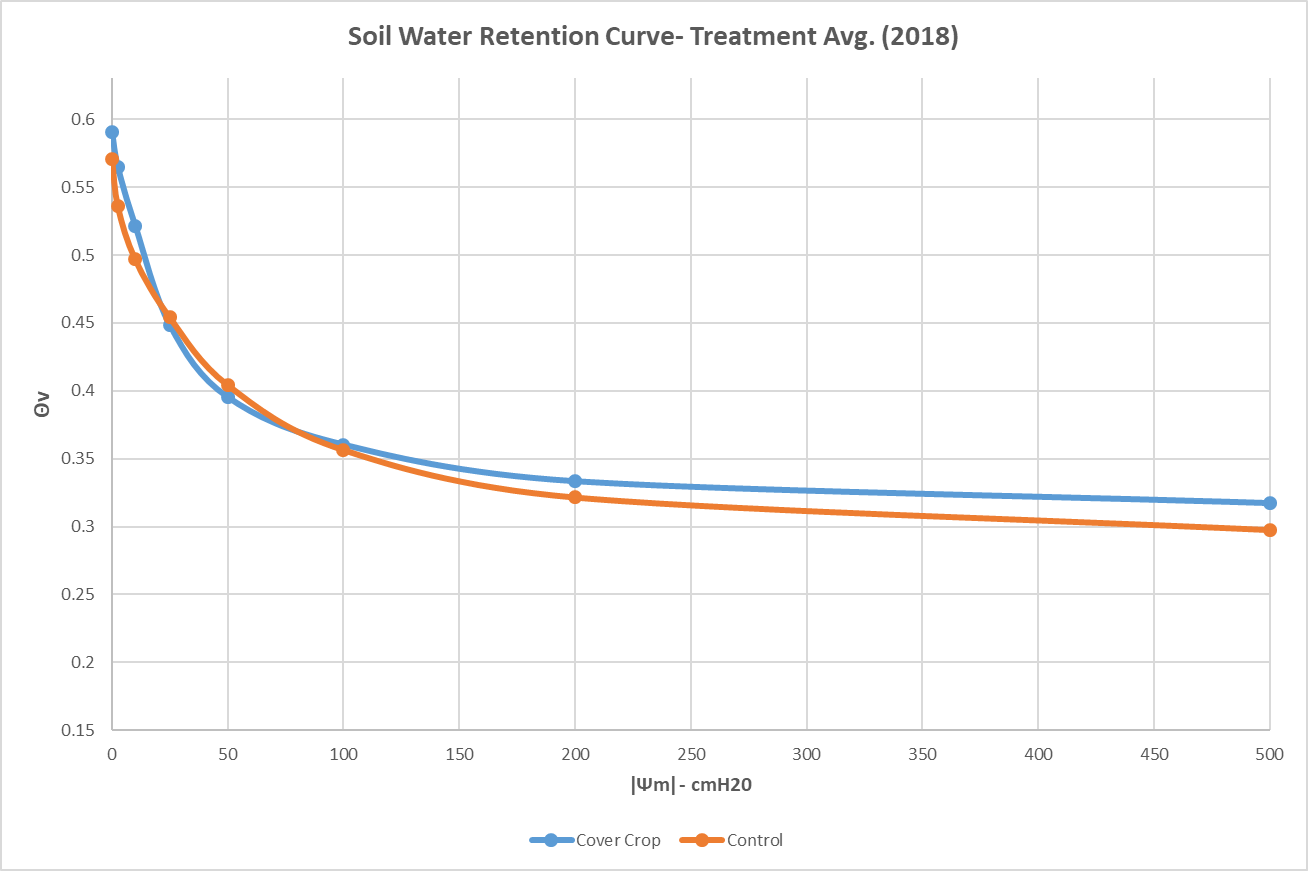 Soil Water Retention Curve- Treatment Avg. (2018)
0.6
0.55
0.5
0.45
0.4
0.35
0.3
0.25
0.2
0.15
Θv
0 50 100 150 200 250 300 350 400 450 500
|Ψm| - cmH20
Cover Crop Control